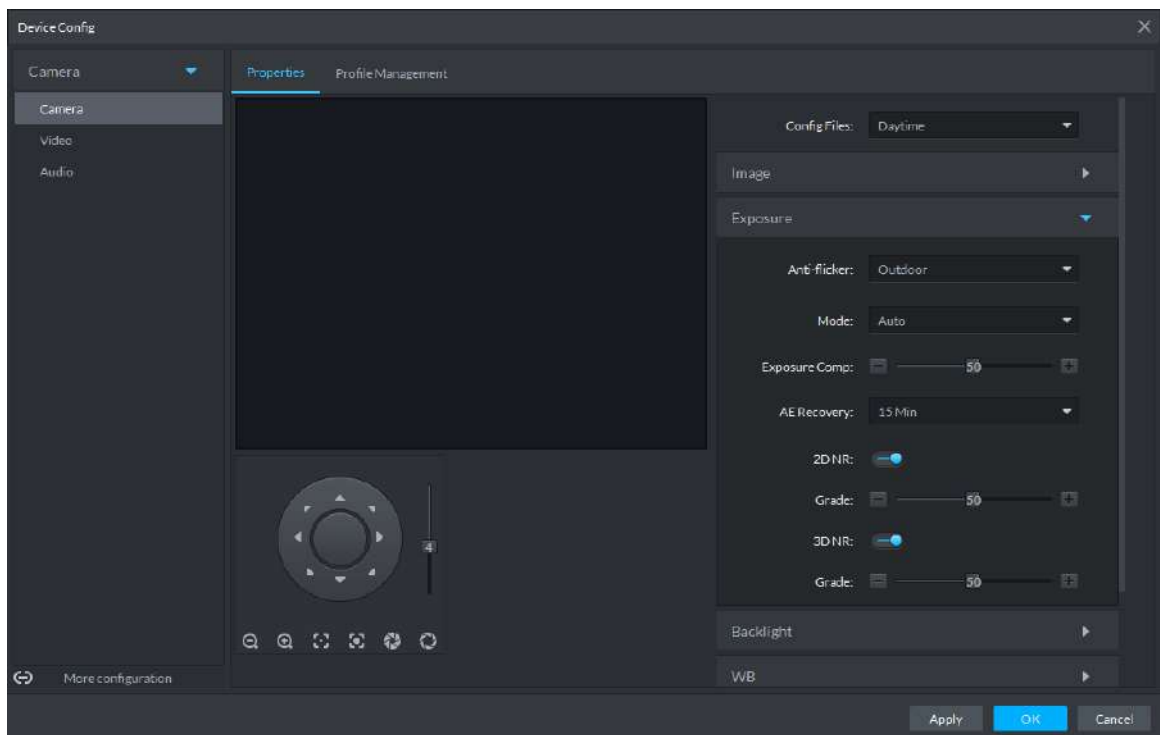 Device Config
Camera
Camera
Video
Audio
More configuration
Properties
Profile Management
4
Config Files: Daytime
Image
Exposure
Anti-flicker: Outdoor
Mode: Auto
Exposure Comp: 50
AE Recovery: 15 Min
2D NR:
Grade: 50
3D NR:
Grade: 50
Backlight
WB
Apply
OK
Cancel